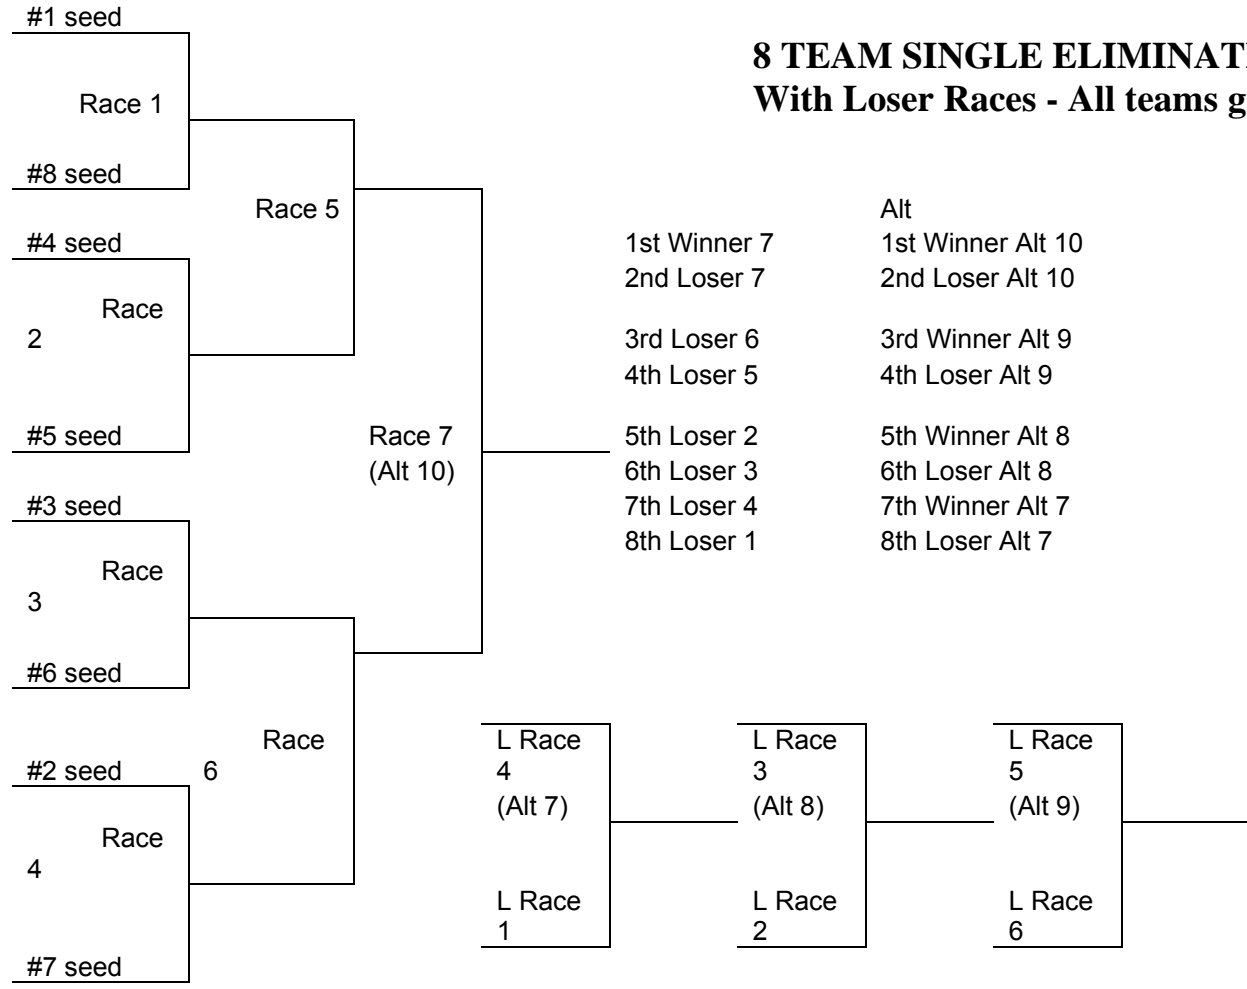 #1 seed
8 TEAM SINGLE ELIMINATI
With Loser Races - All teams g
Race 1
#8 seed
Race 5
#4 seed
Race
2
#5 seed
Race 7
(Alt 10)
#3 seed
Race
3
#6 seed
Race
6
#2 seed
Race
4
#7 seed
Alt
1st Winner 7 1st Winner Alt 10
2nd Loser 7 2nd Loser Alt 10
3rd Loser 6 3rd Winner Alt 9
4th Loser 5 4th Loser Alt 9
5th Loser 2 5th Winner Alt 8
6th Loser 3 6th Loser Alt 8
7th Loser 4 7th Winner Alt 7
8th Loser 1 8th Loser Alt 7
L Race
4
(Alt 7)
L Race
1
L Race
3
(Alt 8)
L Race
2
L Race
5
(Alt 9)
L Race
6